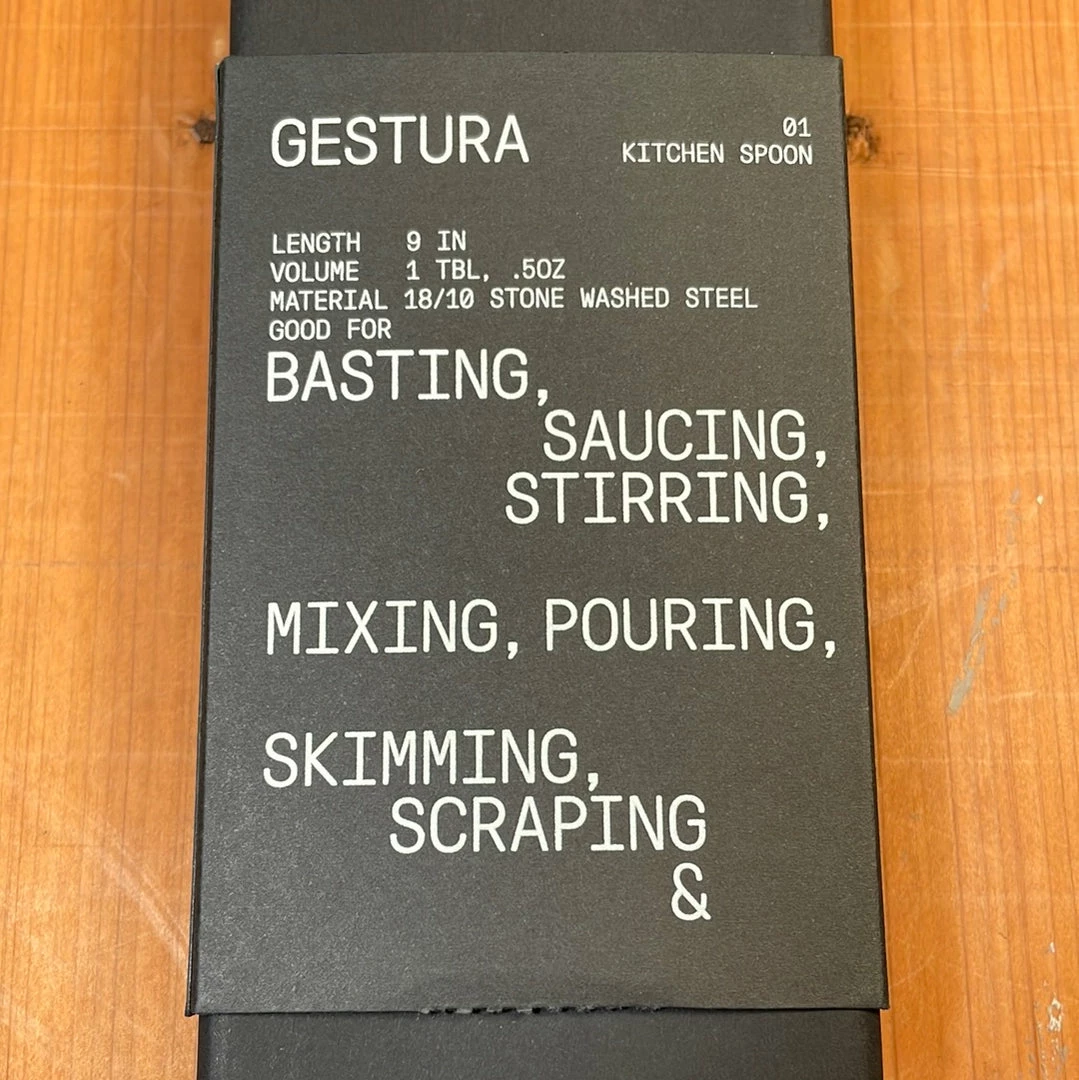 GESTURA
01
KITCHEN SPOON
LENGTH 9 IN
VOLUME 1 TBL, .5OZ
MATERIAL 18/10 STONE WASHED STEEL
GOOD FOR
BASTING,
SAUCING,
STIRRING,
MIXING, POURING,
SKIMMING,
SCRAPING
&